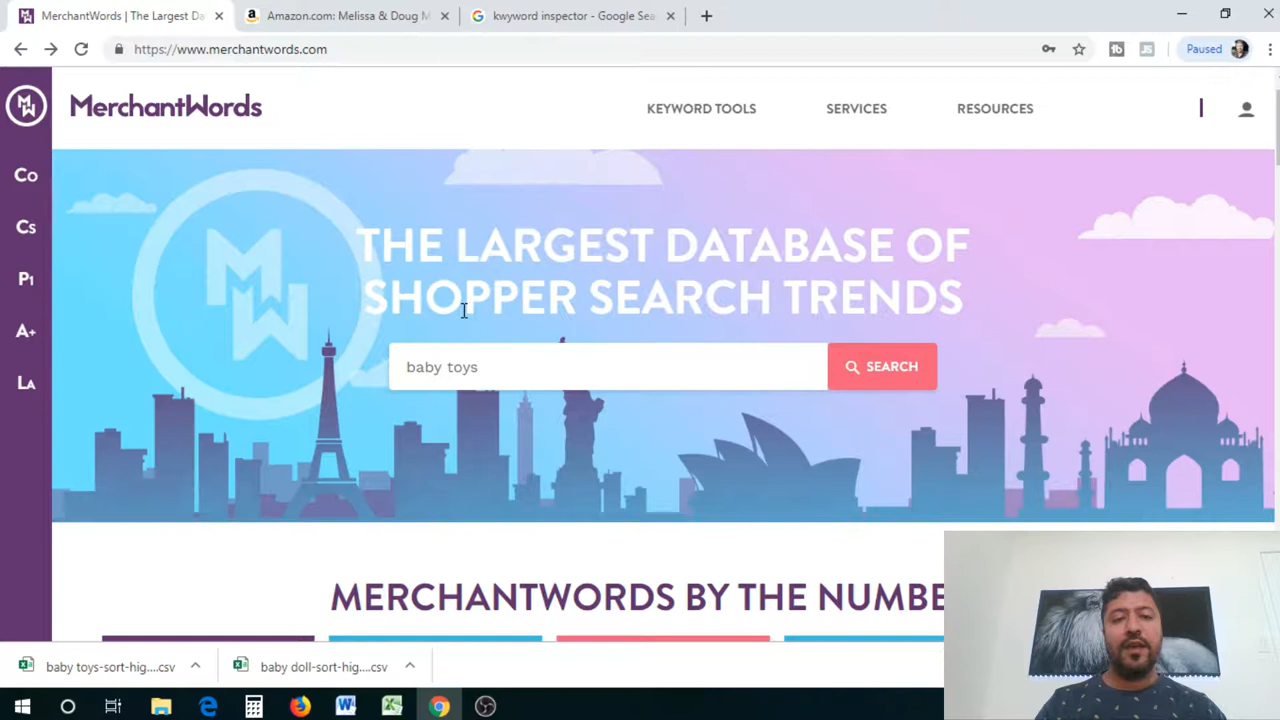 MerchantWords | The Largest Da
Amazon.com: Melissa & Doug M
kwyword inspector - Google Sea
https://www.merchantwords.com
Paused
MerchantWords
KEYWORD TOOLS
SERVICES
RESOURCES
Co
Cs
P1
A+
LA
THE LARGEST DATABASE OF
SHOPPER SEARCH TRENDS
baby toys
SEARCH
MERCHANTWORDS BY THE NUMBE
baby toys-sort-hig....csv
baby doll-sort-hig....csv